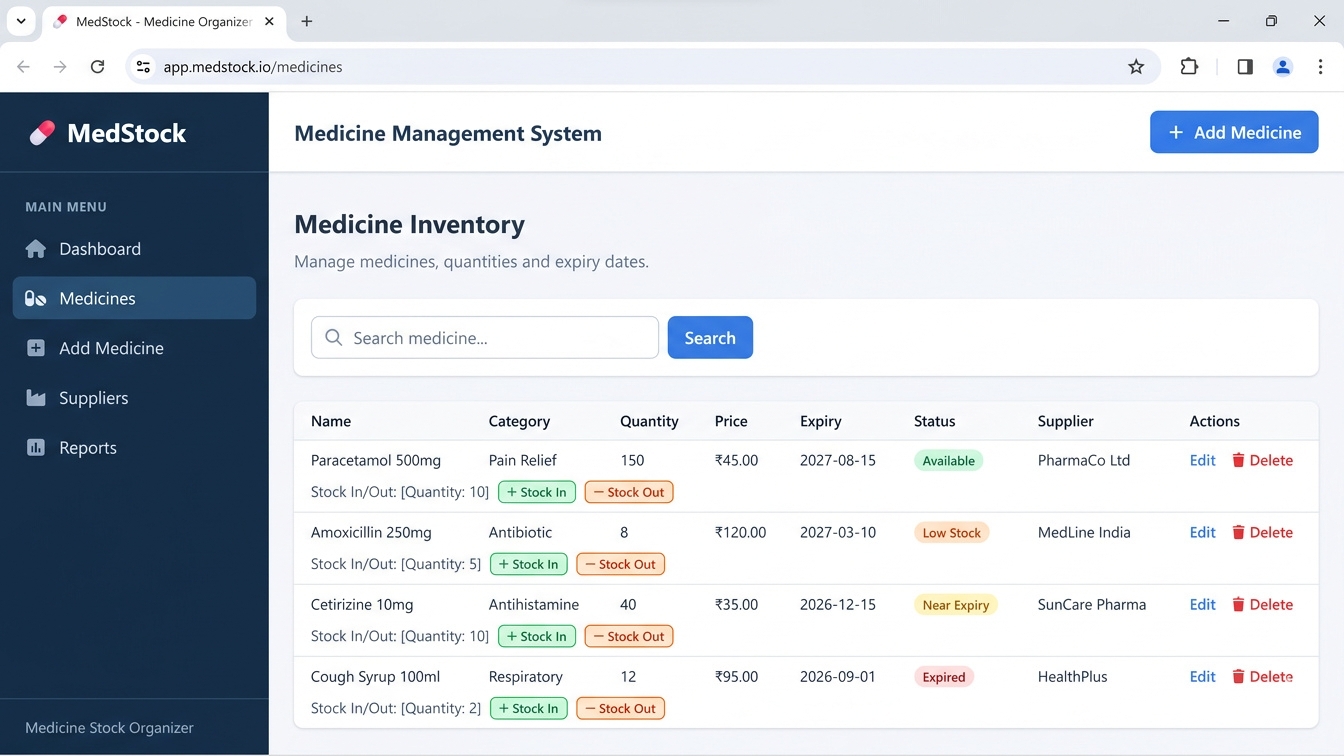 MedStock - Medicine Organizer
app.medstock.io/medicines
MedStock
Medicine Management System
+ Add Medicine
MAIN MENU
Dashboard
Medicines
Add Medicine
Suppliers
Reports
Medicine Stock Organizer
Medicine Inventory
Manage medicines, quantities and expiry dates.
Search medicine...
Search
Name Category Quantity Price Expiry Status Supplier Actions
Paracetamol 500mg Pain Relief 150 ₹45.00 2027-08-15 Available PharmaCo Ltd Edit Delete
Stock In/Out: [Quantity: 10] + Stock In − Stock Out
Amoxicillin 250mg Antibiotic 8 ₹120.00 2027-03-10 Low Stock MedLine India Edit Delete
Stock In/Out: [Quantity: 5] + Stock In − Stock Out
Cetirizine 10mg Antihistamine 40 ₹35.00 2026-12-15 Near Expiry SunCare Pharma Edit Delete
Stock In/Out: [Quantity: 10] + Stock In − Stock Out
Cough Syrup 100ml Respiratory 12 ₹95.00 2026-09-01 Expired HealthPlus Edit Delete
Stock In/Out: [Quantity: 2] + Stock In − Stock Out